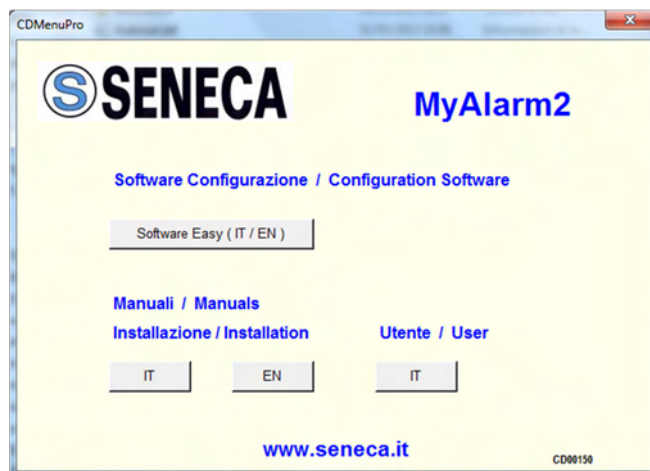 CDMenuPro
SENECA
MyAlarm2
Software Configurazione / Configuration Software
Software Easy ( IT / EN )
Manuali / Manuals
Installazione / Installation
Utente / User
IT
EN
IT
www.seneca.it
CD00150